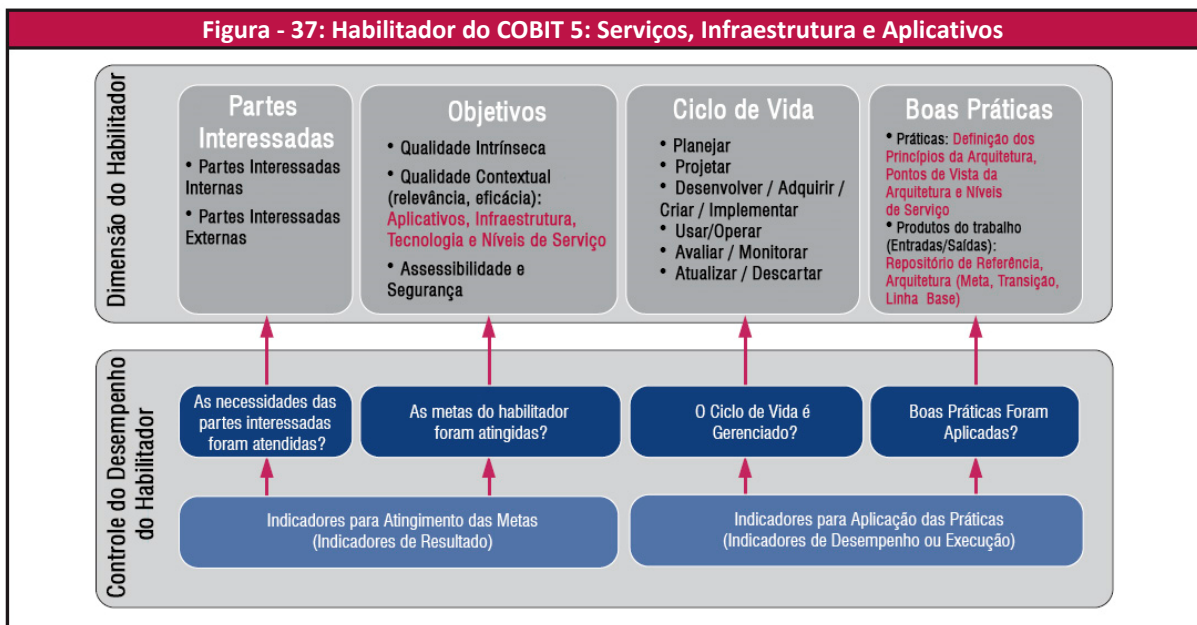 Figura - 37: Habilitador do COBIT 5: Serviços, Infraestrutura e Aplicativos
Dimensão do Habilitador
Partes
Interessadas
• Partes Interessadas
Internas
• Partes Interessadas
Externas
Objetivos
• Qualidade Intrínseca
• Qualidade Contextual
(relevância, eficácia):
Aplicativos, Infraestrutura,
Tecnologia e Níveis de Serviço
• Assessibilidade e
Segurança
Ciclo de Vida
• Planejar
• Projetar
• Desenvolver / Adquirir /
Criar / Implementar
• Usar/Operar
• Avaliar / Monitorar
• Atualizar / Descartar
Boas Práticas
• Práticas: Definição dos
Princípios da Arquitetura,
Pontos de Vista da
Arquitetura e Níveis
de Serviço
• Produtos do trabalho
(Entradas/Saídas):
Repositório de Referência,
Arquitetura (Meta, Transição,
Linha Base)
Controle do Desempenho
do Habilitador
As necessidades das
partes interessadas
foram atendidas?
As metas do habilitador
foram atingidas?
O Ciclo de Vida é
Gerenciado?
Boas Práticas Foram
Aplicadas?
Indicadores para Atingimento das Metas
(Indicadores de Resultado)
Indicadores para Aplicação das Práticas
(Indicadores de Desempenho ou Execução)